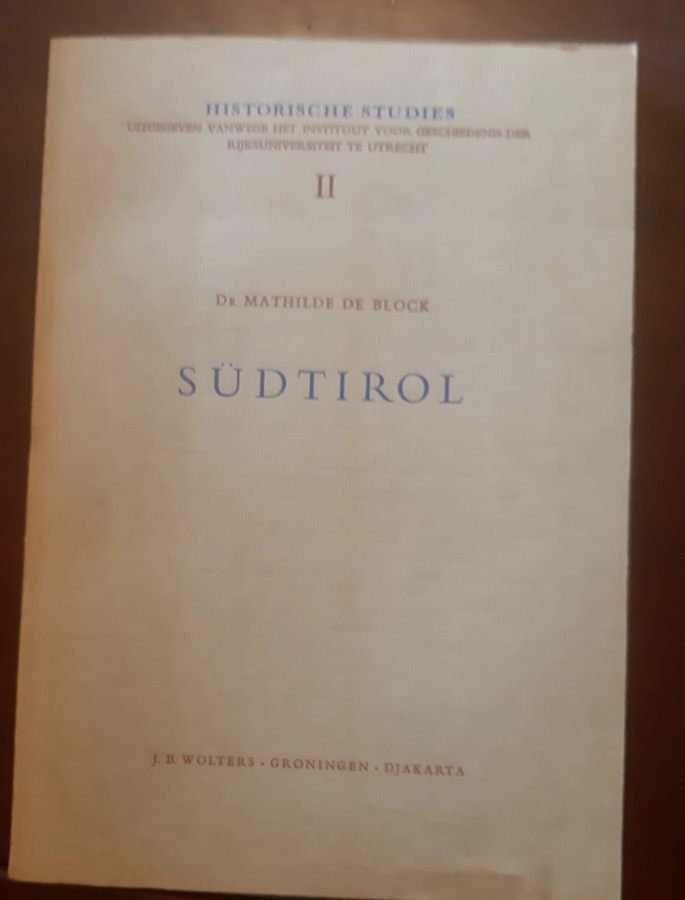 HISTORISCHE STUDIES
UITGEGEVEN VANWEGE HET INSTITUUT VOOR GESCHIEDENIS DER
RIJKSUNIVERSITEIT TE UTRECHT
II
DR. MATHILDE DE BLOCK
SÜDTIROL
J. B. WOLTERS • GRONINGEN • DJAKARTA